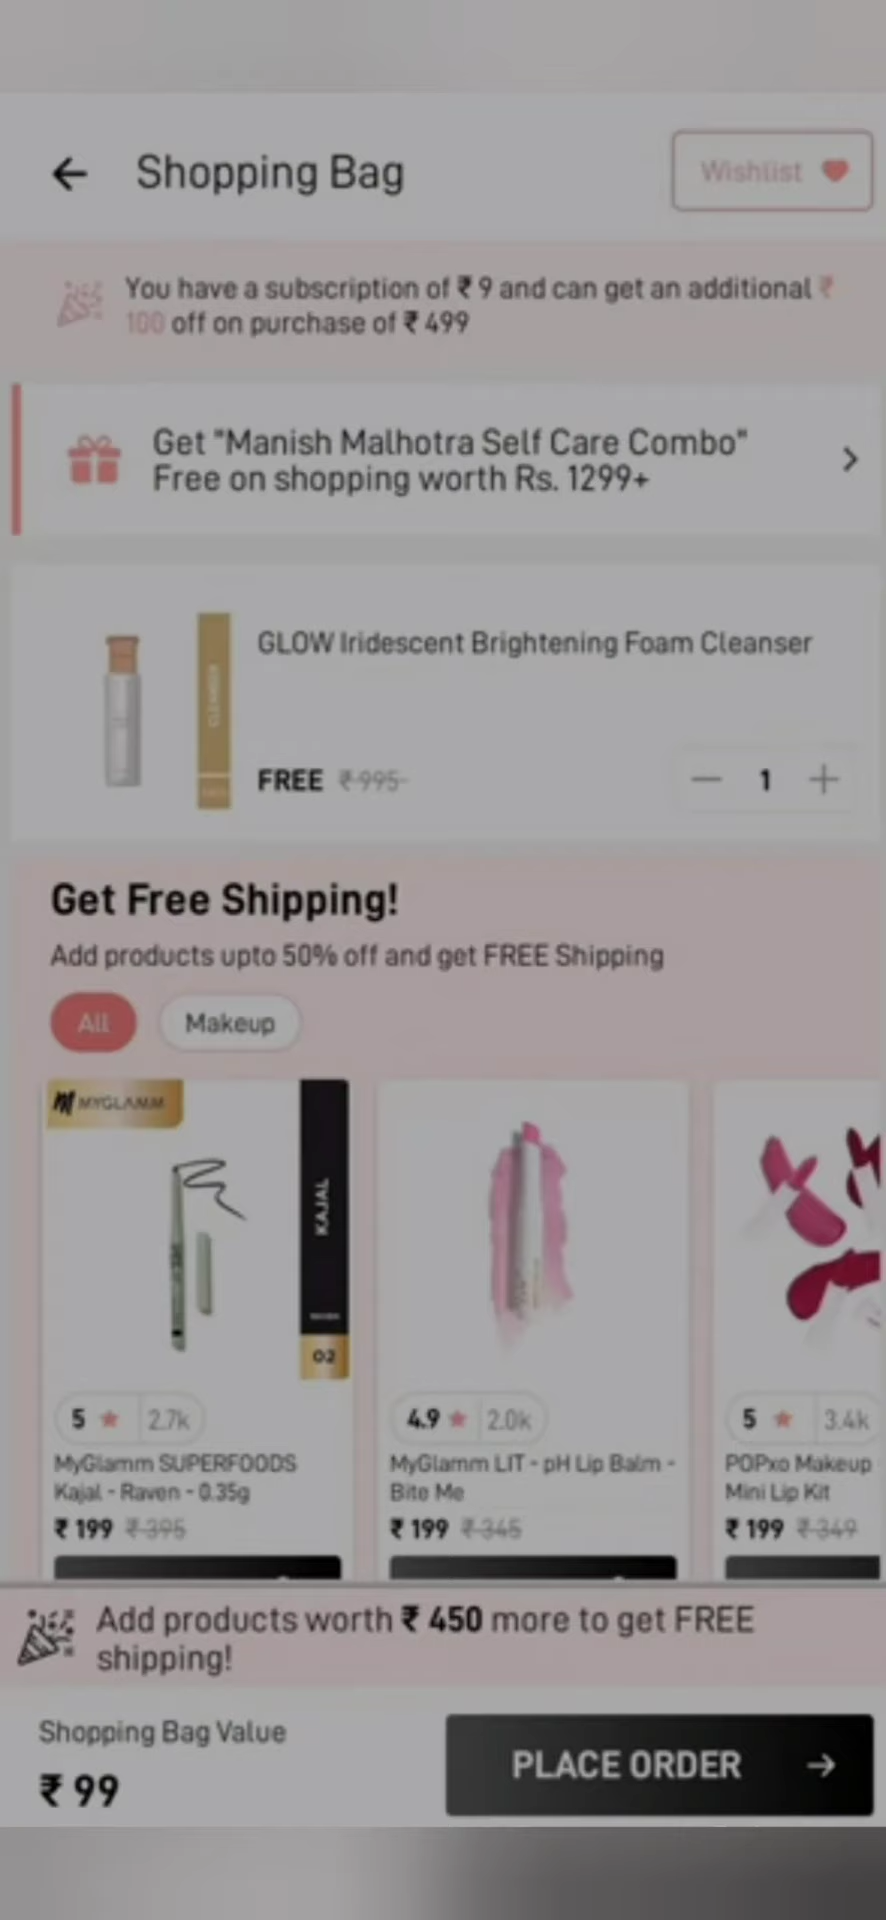 Shopping Bag
Wishlist
You have a subscription of ₹ 9 and can get an additional ₹
100 off on purchase of ₹ 499
Get "Manish Malhotra Self Care Combo"
Free on shopping worth Rs. 1299+
GLOW Iridescent Brightening Foam Cleanser
CLEANSER
FREE ₹ 995
1
Get Free Shipping!
Add products upto 50% off and get FREE Shipping
All
Makeup
MYGLAMM
KAJAL
02
5 2.7k
4.9 2.0k
5 3.4k
MyGlamm SUPERFOODS
Kajal - Raven - 0.35g
₹ 199 ₹ 395
MyGlamm LIT - pH Lip Balm -
Bite Me
₹ 199 ₹ 345
POPxo Makeup
Mini Lip Kit
₹ 199 ₹ 349
Add products worth ₹ 450 more to get FREE
shipping!
Shopping Bag Value
₹ 99
PLACE ORDER